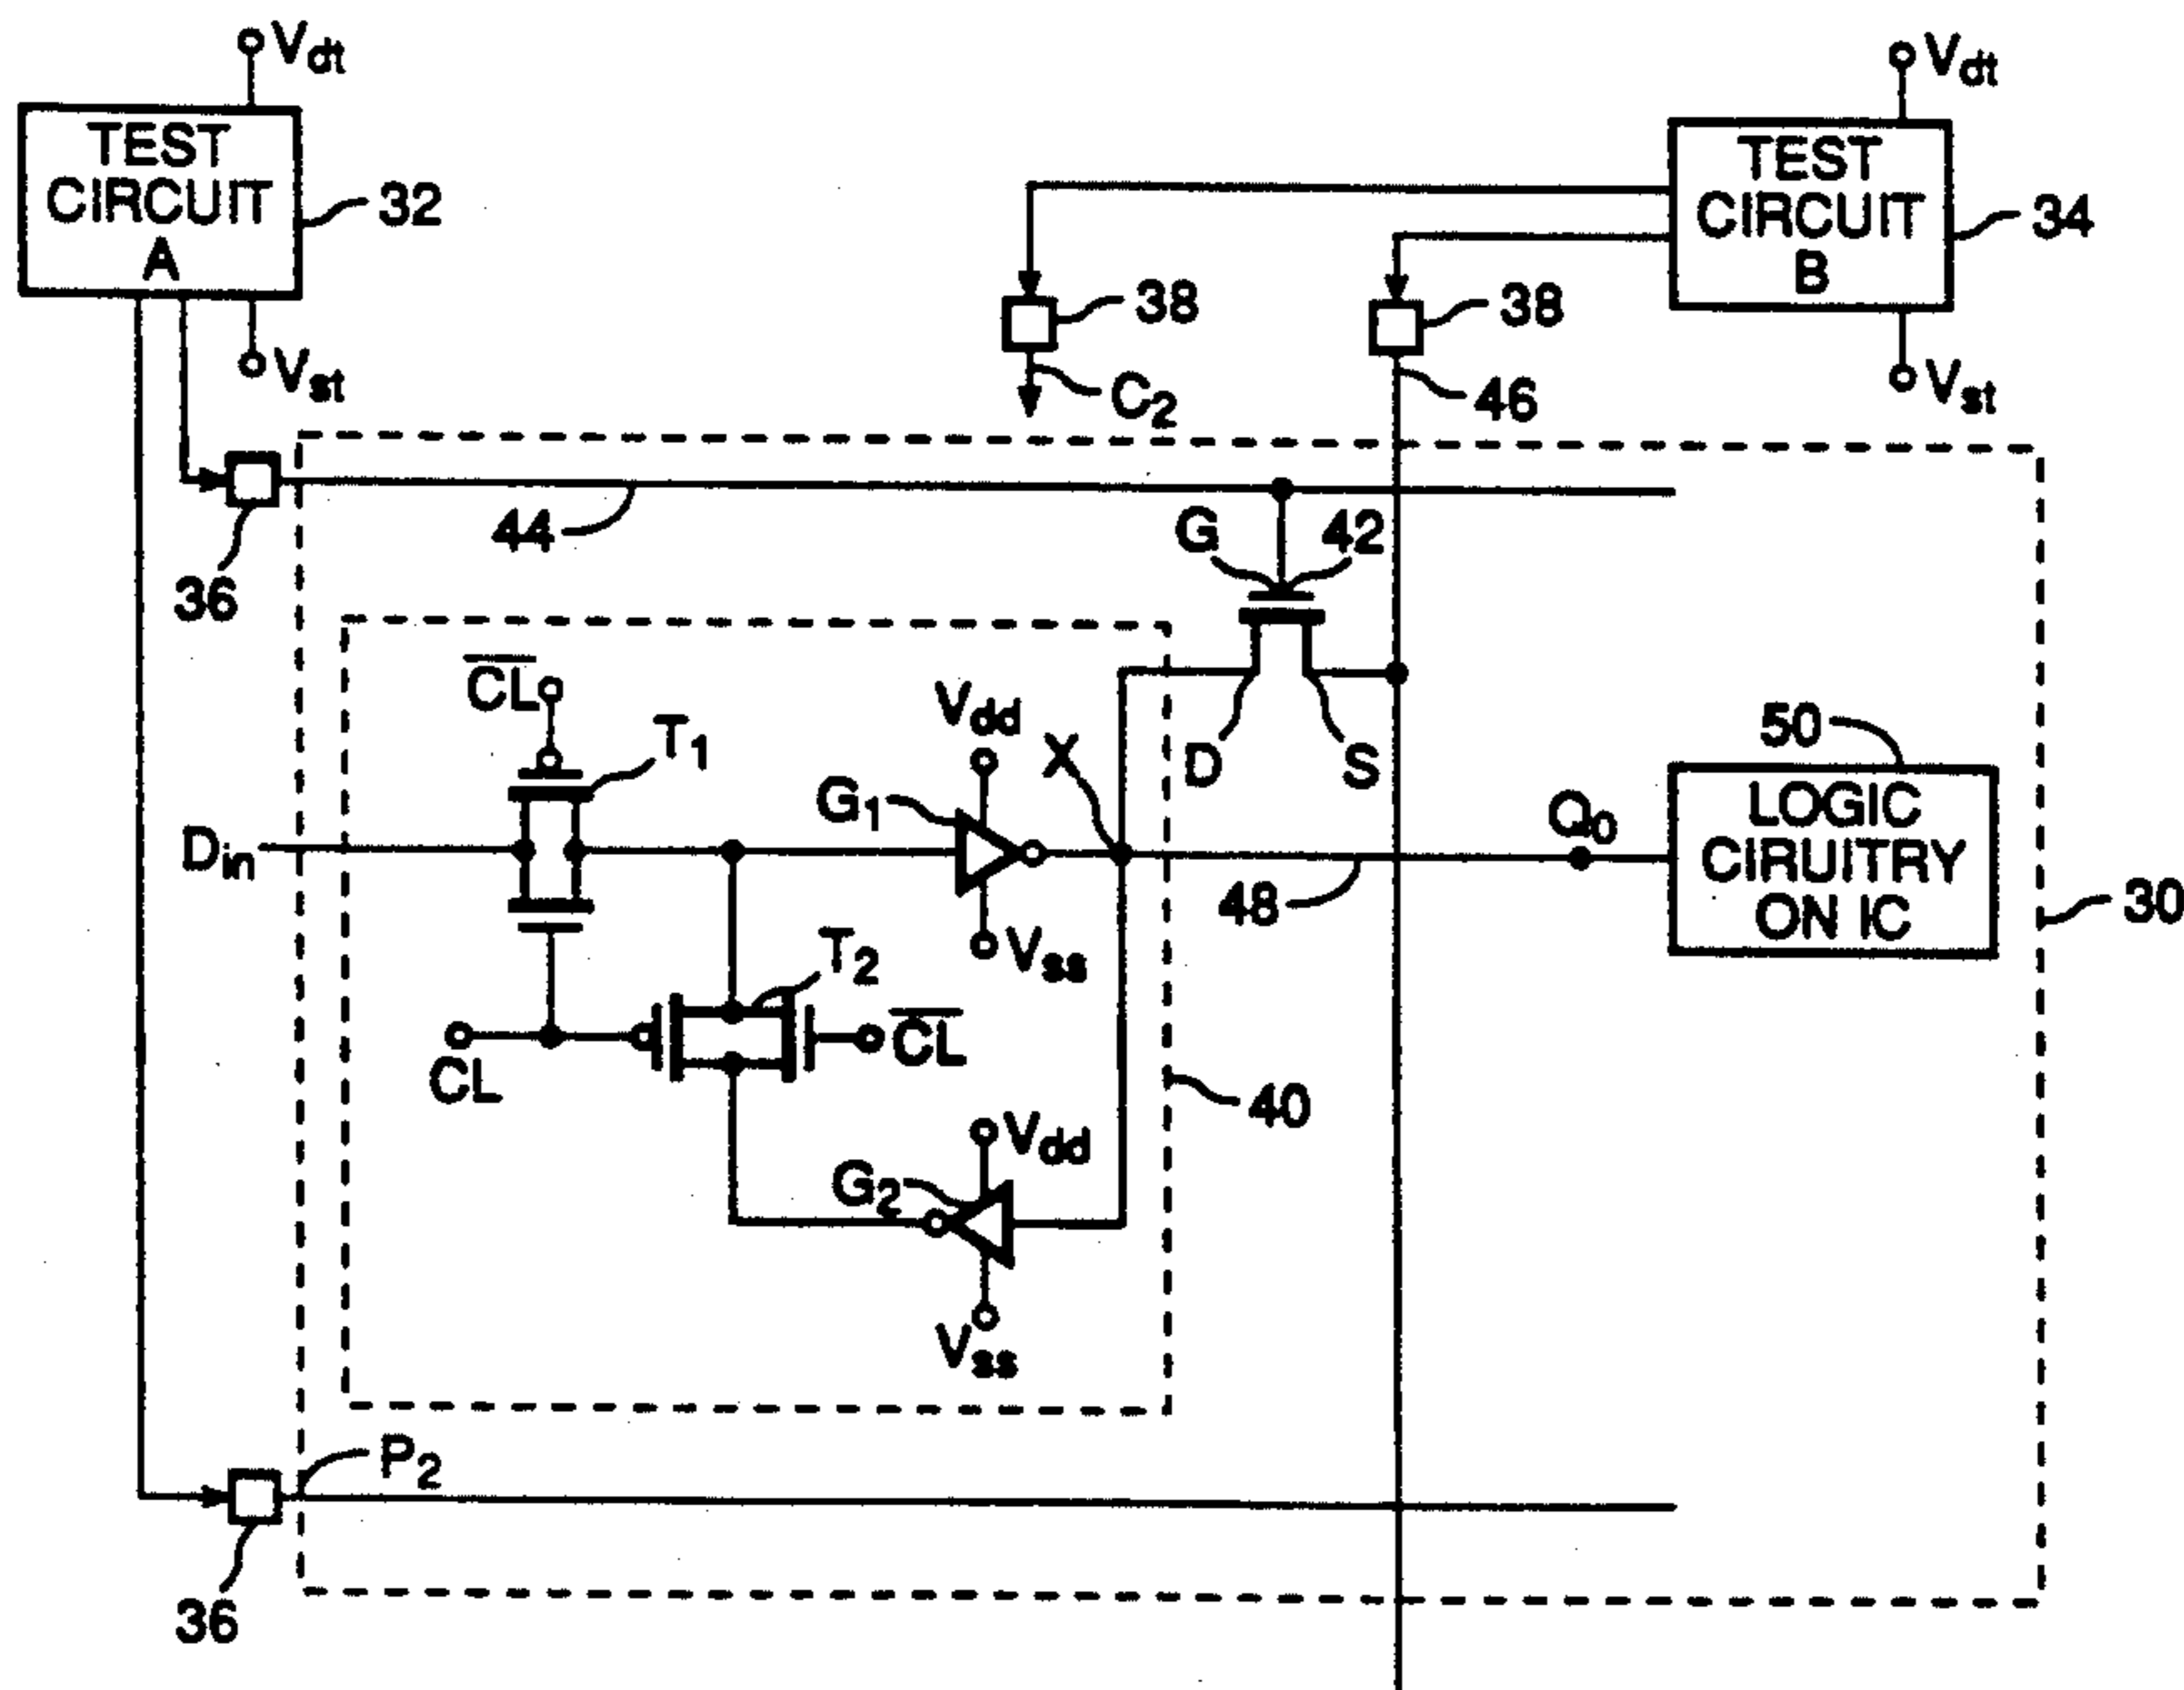 Vdt
TEST
CIRCUIT
A
32
Vst
Vdt
TEST
CIRCUIT
B
34
Vst
38
38
C2
46
36
44
G
42
D
S
CL
T1
Din
G1
Vdd
Vss
X
48
Q0
50
LOGIC
CIRUITRY
ON IC
30
T2
CL
CL
40
G2
Vdd
Vss
P2
36